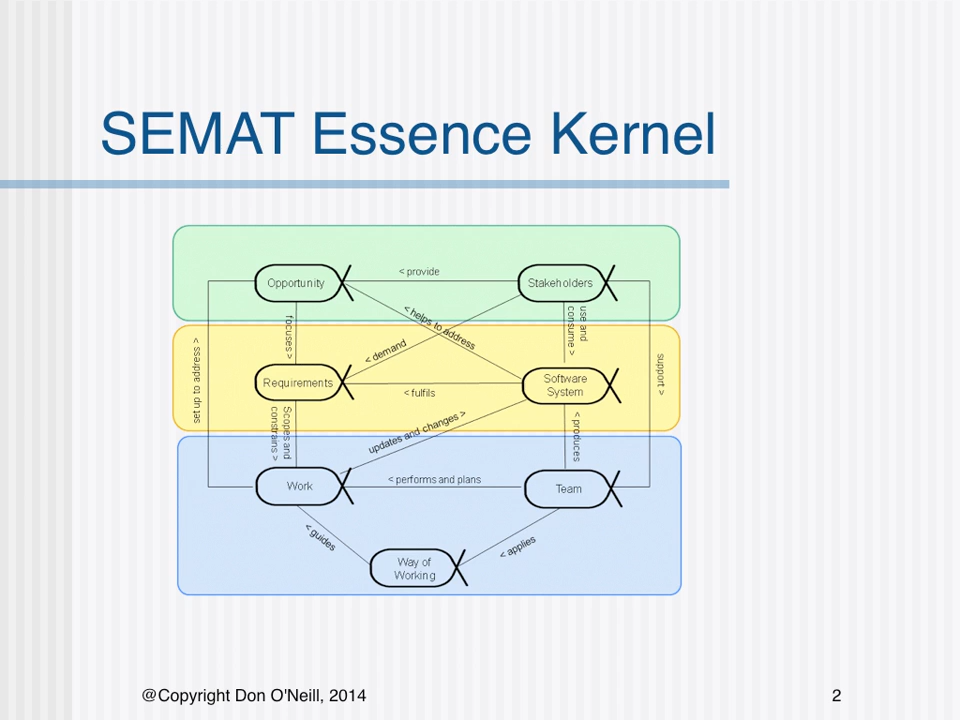 SEMAT Essence Kernel
< provide
Opportunity
Stakeholders
< helps to address
use and
consume >
focuses >
< demand
set up to address >
support >
Requirements
Software
System
< fulfils
Scopes and
constrains >
updates and changes >
< produces
Work
< performs and plans
Team
< guides
< applies
Way of
Working
@Copyright Don O'Neill, 2014
2